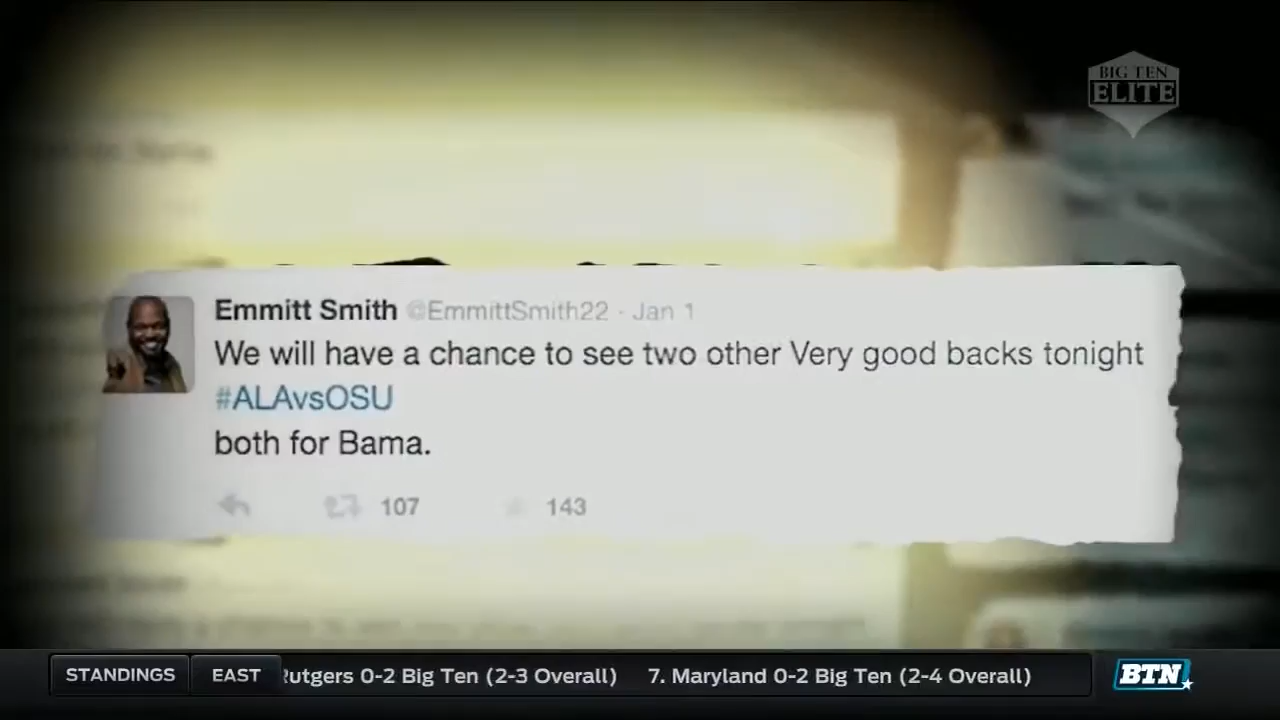 BIG TEN
ELITE
Emmitt Smith @EmmittSmith22 · Jan 1
We will have a chance to see two other Very good backs tonight
#ALAvsOSU
both for Bama.
107 143
STANDINGS EAST Rutgers 0-2 Big Ten (2-3 Overall) 7. Maryland 0-2 Big Ten (2-4 Overall) BTN